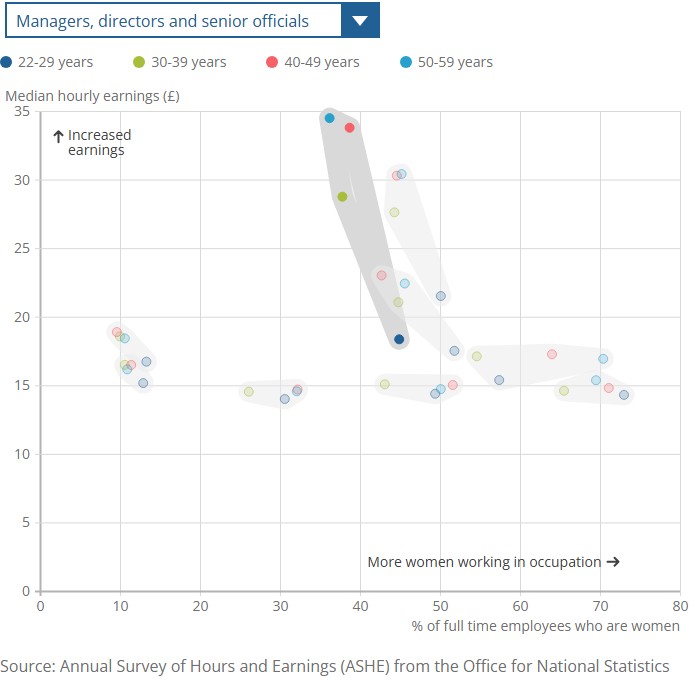 Managers, directors and senior officials
22-29 years 30-39 years 40-49 years 50-59 years
Median hourly earnings (£)
35
Increased
earnings
30
25
20
15
10
5
More women working in occupation
0
0 10 20 30 40 50 60 70 80
% of full time employees who are women
Source: Annual Survey of Hours and Earnings (ASHE) from the Office for National Statistics